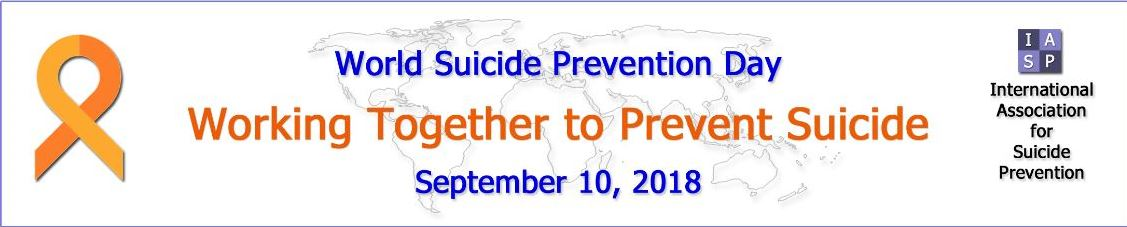 World Suicide Prevention Day
Working Together to Prevent Suicide
September 10, 2018
I A
S P
International
Association
for
Suicide
Prevention